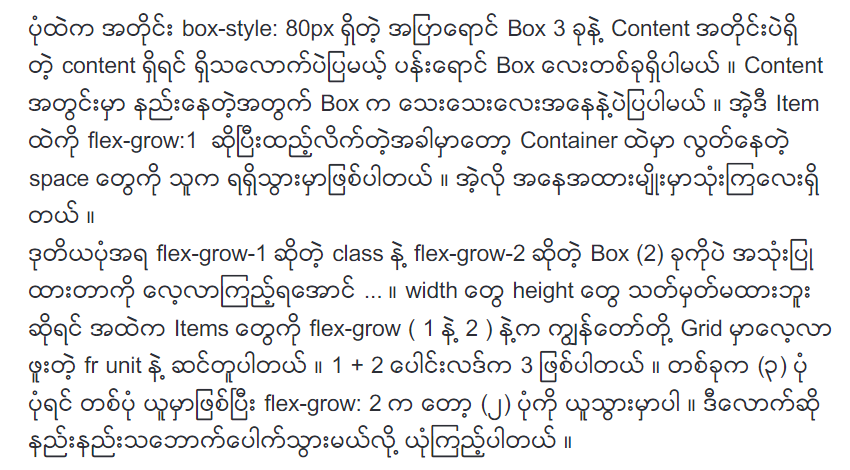 ပုံထဲက အတိုင်း box-style: 80px ရှိတဲ့ အပြာရောင် Box 3 ခုနဲ့ Content အတိုင်းပဲရှိ
တဲ့ content ရှိရင် ရှိသလောက်ပဲပြမယ့် ပန်းရောင် Box လေးတစ်ခုရှိပါမယ် ။ Content
အတွင်းမှာ နည်းနေတဲ့အတွက် Box က သေးသေးလေးအနေနဲ့ပဲပြပါမယ် ။ အဲ့ဒီ Item
ထဲကို flex-grow:1 ဆိုပြီးထည့်လိက်တဲ့အခါမှာတော့ Container ထဲမှာ လွတ်နေတဲ့
space တွေကို သူက ရရှိသွားမှာဖြစ်ပါတယ် ။ အဲ့လို အနေအထားမျိုးမှာသုံးကြလေးရှိ
တယ် ။
ဒုတိယပုံအရ flex-grow-1 ဆိုတဲ့ class နဲ့ flex-grow-2 ဆိုတဲ့ Box (2) ခုကိုပဲ အသုံးပြု
ထားတာကို လေ့လာကြည့်ရအောင် ... ။ width တွေ height တွေ သတ်မှတ်မထားဘူး
ဆိုရင် အထဲက Items တွေကို flex-grow ( 1 နဲ့ 2 ) နဲ့က ကျွန်တော်တို့ Grid မှာလေ့လာ
ဖူးတဲ့ fr unit နဲ့ ဆင်တူပါတယ် ။ 1 + 2 ပေါင်းလဒ်က 3 ဖြစ်ပါတယ် ။ တစ်ခုက (၃) ပုံ
ပုံရင် တစ်ပုံ ယူမှာဖြစ်ပြီး flex-grow: 2 က တော့ (၂) ပုံကို ယူသွားမှာပါ ။ ဒီလောက်ဆို
နည်းနည်းသဘောက်ပေါက်သွားမယ်လို့ ယုံကြည့်ပါတယ် ။